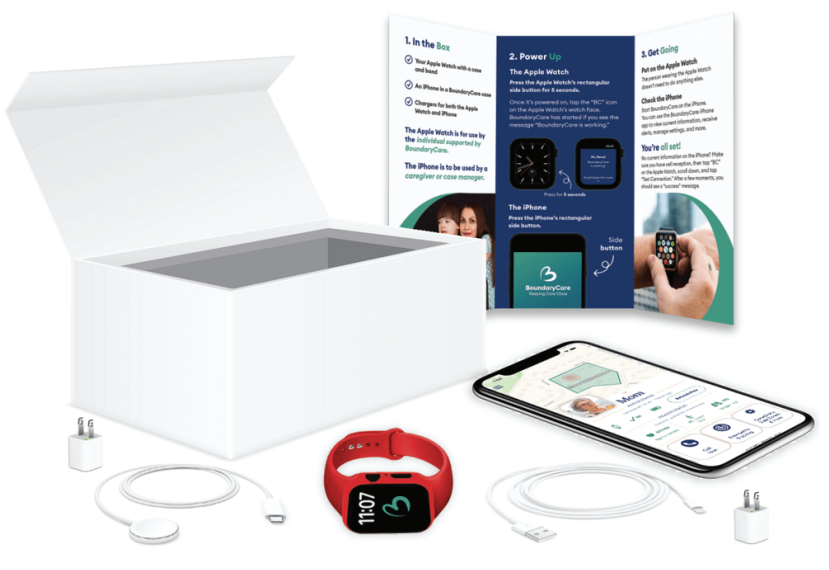 1. In the Box
Your Apple Watch with a case
and band
An iPhone in a BoundaryCare case
Chargers for both the Apple
Watch and iPhone
The Apple Watch is for use by
the individual supported by
BoundaryCare.
The iPhone is to be used by a
caregiver or case manager.
2. Power Up
The Apple Watch
Press the Apple Watch's rectangular
side button for 5 seconds.
Once it's powered on, tap the "BC" icon
on the Apple Watch's watch face.
BoundaryCare has started if you see the
message "BoundaryCare is working."
Press for 5 seconds
The iPhone
Press the iPhone's rectangular
side button.
Side
button
BoundaryCare
Keeping Care Close
3. Get Going
Put on the Apple Watch
The person wearing the Apple Watch
doesn't need to do anything else.
Check the iPhone
Start BoundaryCare on the iPhone.
You can use the BoundaryCare iPhone
app to view current information, receive
alerts, manage settings, and more.
You're all set!
No current information on the iPhone? Make
sure you have cell reception, then tap "BC"
on the Apple Watch, scroll down, and tap
"Test Connection." After a few moments, you
should see a "success" message.
Mom
11:07